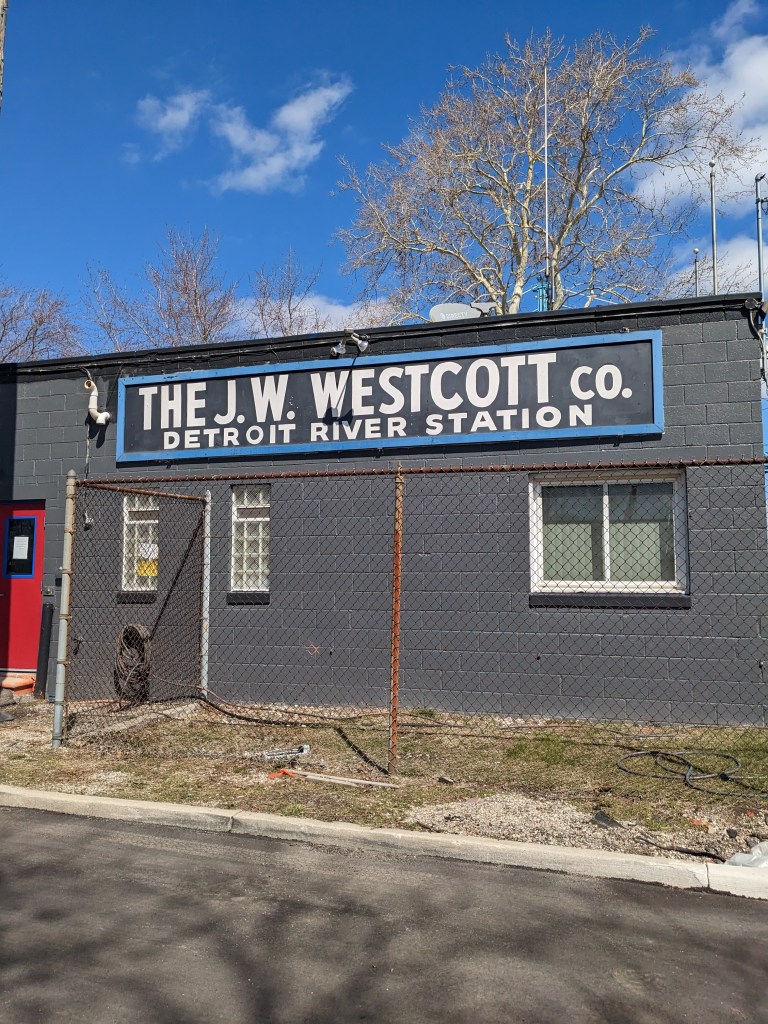 THE J. W. WESTCOTT CO.
DETROIT RIVER STATION